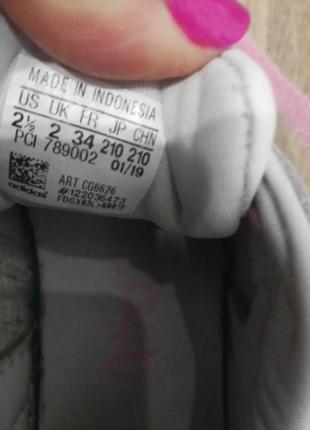 MADE IN INDONESIA
US UK FR JP CHN
2½ 2 34 210 210
PCI 789002 01/19
ART CG6626
#122036473
adidas